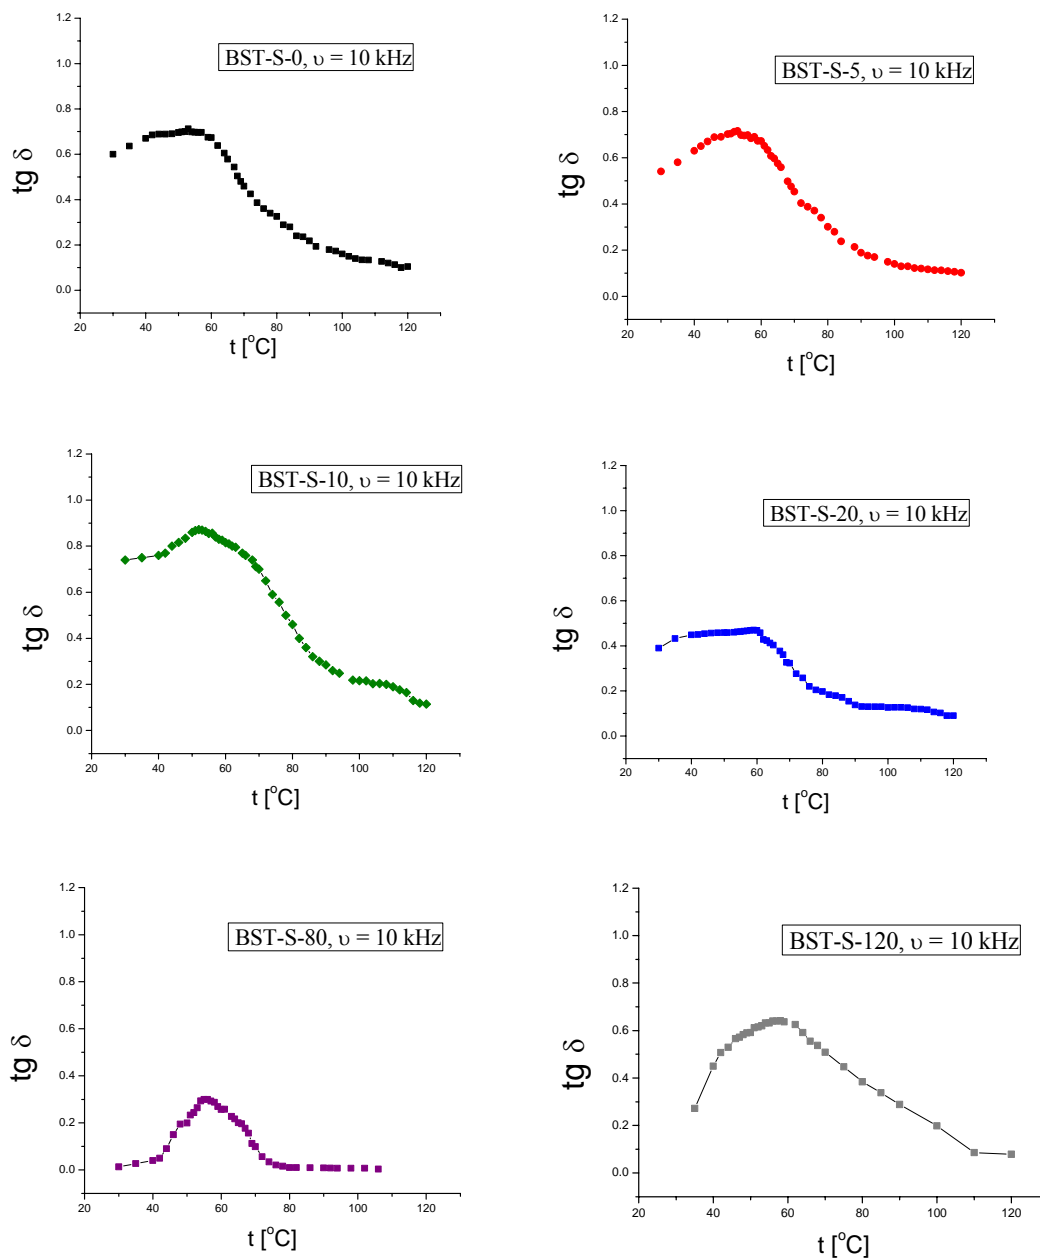 BST-S-0, υ = 10 kHz
tg δ
1.2
1.0
0.8
0.6
0.4
0.2
0.0
20 40 60 80 100 120
t [°C]
BST-S-5, υ = 10 kHz
tg δ
1.2
1.0
0.8
0.6
0.4
0.2
0.0
20 40 60 80 100 120
t [°C]
BST-S-10, υ = 10 kHz
tg δ
1.2
1.0
0.8
0.6
0.4
0.2
0.0
20 40 60 80 100 120
t [°C]
BST-S-20, υ = 10 kHz
tg δ
1.2
1.0
0.8
0.6
0.4
0.2
0.0
20 40 60 80 100 120
t [°C]
BST-S-80, υ = 10 kHz
tg δ
1.2
1.0
0.8
0.6
0.4
0.2
0.0
20 40 60 80 100 120
t [°C]
BST-S-120, υ = 10 kHz
tg δ
1.2
1.0
0.8
0.6
0.4
0.2
0.0
20 40 60 80 100 120
t [°C]